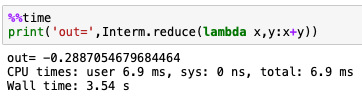 %%time
print('out=',Interm.reduce(lambda x,y:x+y))
out= -0.2887054679684464
CPU times: user 6.9 ms, sys: 0 ns, total: 6.9 ms
Wall time: 3.54 s